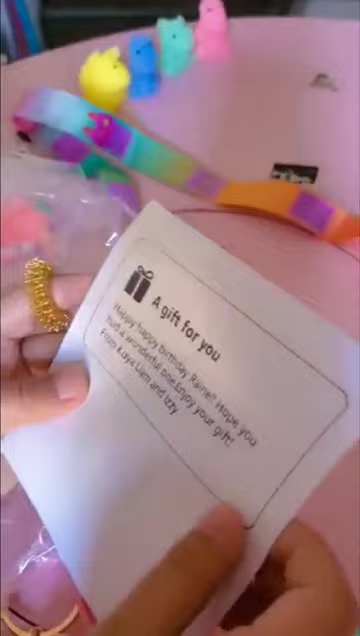 A gift for you
Happy happy birthday Raine!! Hope you
had a wonderful one.Enjoy your gift!
From Kuya Liam and Izzy